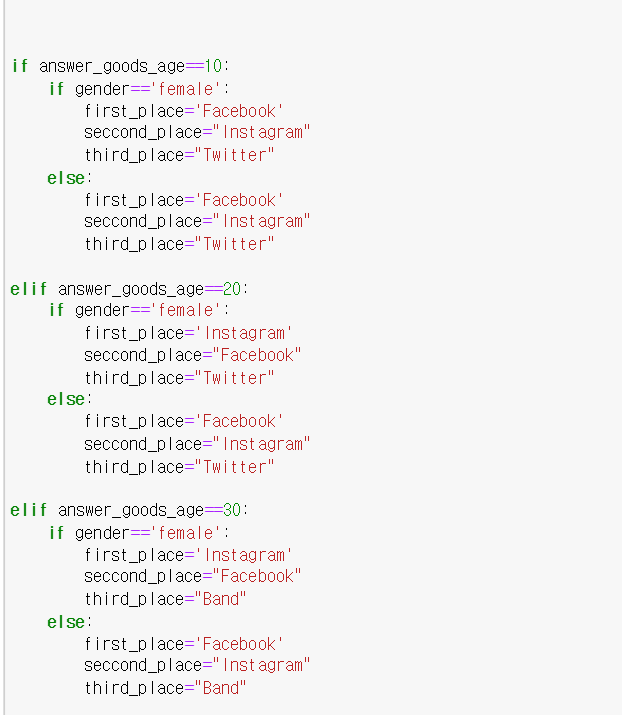 if answer_goods_age==10:
    if gender=='female':
        first_place='Facebook'
        seccond_place="Instagram"
        third_place="Twitter"
    else:
        first_place='Facebook'
        seccond_place="Instagram"
        third_place="Twitter"

elif answer_goods_age==20:
    if gender=='female':
        first_place='Instagram'
        seccond_place="Facebook"
        third_place="Twitter"
    else:
        first_place='Facebook'
        seccond_place="Instagram"
        third_place="Twitter"

elif answer_goods_age==30:
    if gender=='female':
        first_place='Instagram'
        seccond_place="Facebook"
        third_place="Band"
    else:
        first_place='Facebook'
        seccond_place="Instagram"
        third_place="Band"